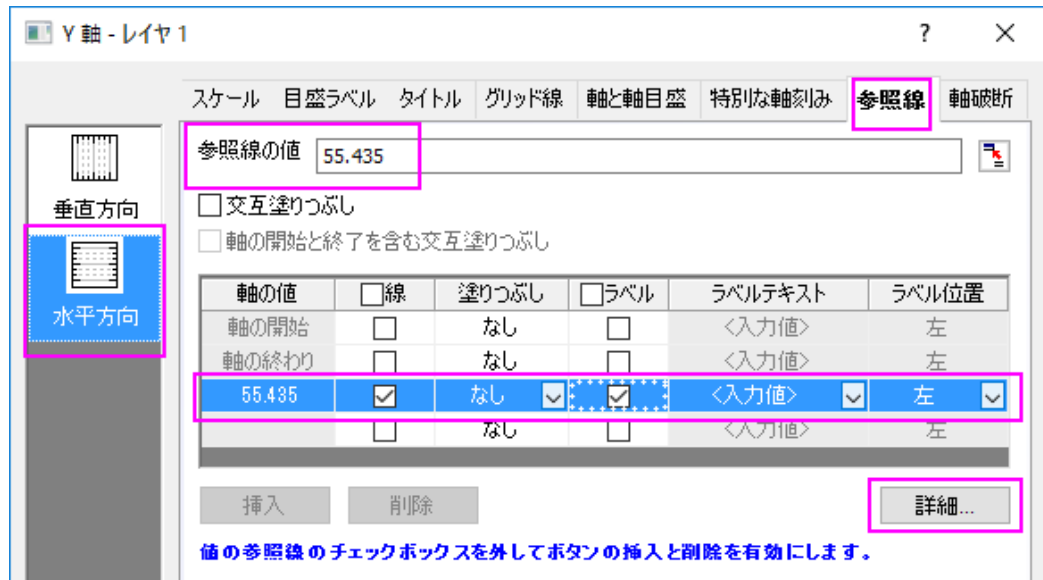 Y 軸 - レイヤ 1 ? ×
スケール 目盛ラベル タイトル グリッド線 軸と軸目盛 特別な軸刻み 参照線 軸破断
参照線の値 55.435
垂直方向
水平方向
交互塗りつぶし
軸の開始と終了を含む交互塗りつぶし
軸の値 線 塗りつぶし ラベル ラベルテキスト ラベル位置
軸の開始 なし <入力値> 左
軸の終わり なし <入力値> 左
55.435 なし <入力値> 左
なし <入力値> 左
挿入 削除 詳細...
値の参照線のチェックボックスを外してボタンの挿入と削除を有効にします。